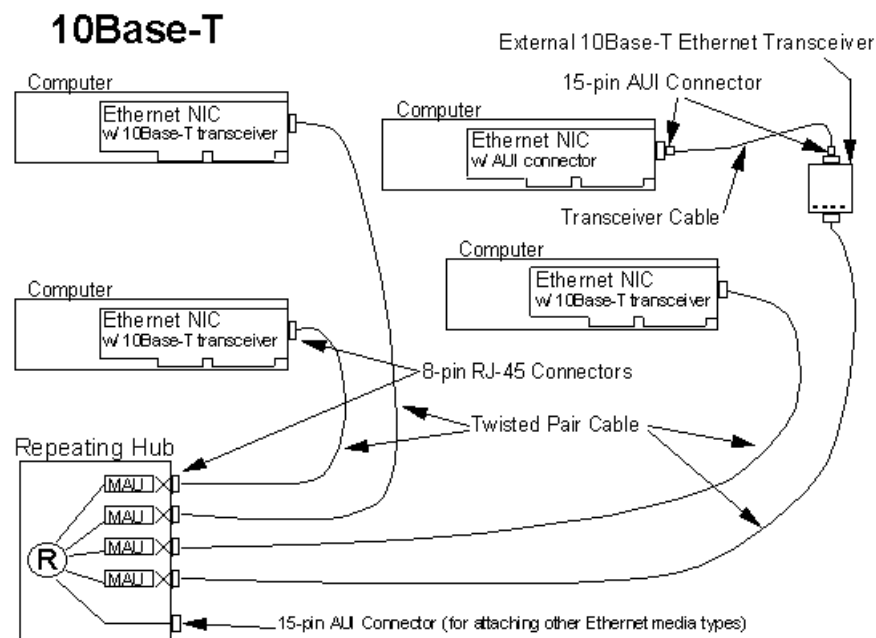 10Base-T
External 10Base-T Ethernet Transceiver
15-pin AUI Connector
Computer
Ethernet NIC
w/ 10Base-T transceiver
Computer
Ethernet NIC
w/ AUI connector
Transceiver Cable
Computer
Ethernet NIC
w/ 10Base-T transceiver
Computer
Ethernet NIC
w/ 10Base-T transceiver
8-pin RJ-45 Connectors
Twisted Pair Cable
Repeating Hub
MAU
MAU
MAU
MAU
R
15-pin AUI Connector (for attaching other Ethernet media types)